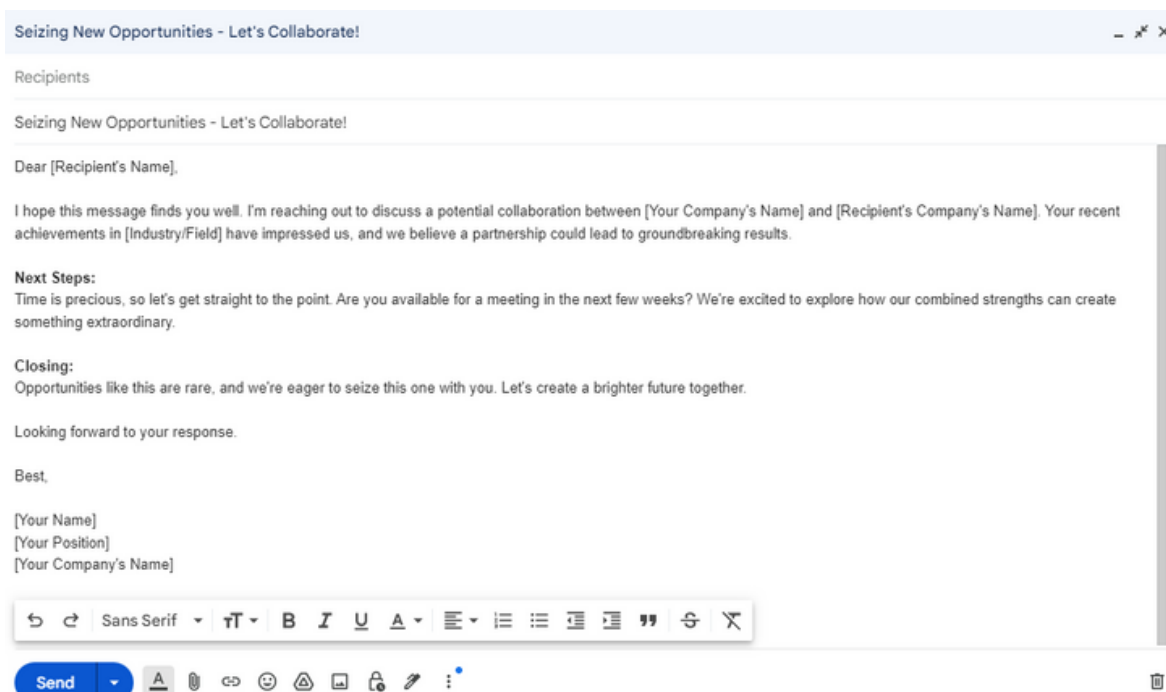 Seizing New Opportunities - Let's Collaborate!
Recipients
Seizing New Opportunities - Let's Collaborate!
Dear [Recipient's Name],
I hope this message finds you well. I'm reaching out to discuss a potential collaboration between [Your Company's Name] and [Recipient's Company's Name]. Your recent
achievements in [Industry/Field] have impressed us, and we believe a partnership could lead to groundbreaking results.
Next Steps:
Time is precious, so let's get straight to the point. Are you available for a meeting in the next few weeks? We're excited to explore how our combined strengths can create
something extraordinary.
Closing:
Opportunities like this are rare, and we're eager to seize this one with you. Let's create a brighter future together.
Looking forward to your response.
Best,
[Your Name]
[Your Position]
[Your Company's Name]
Sans Serif
Send